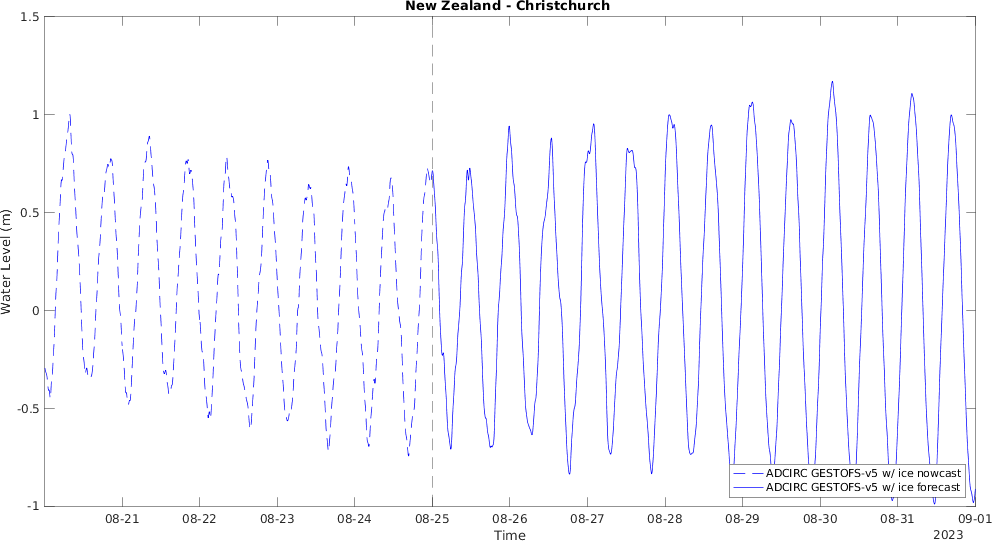 New Zealand - Christchurch
1.5
1
0.5
0
-0.5
-1
Water Level (m)
ADCIRC GESTOFS-v5 w/ ice nowcast
ADCIRC GESTOFS-v5 w/ ice forecast
08-21 08-22 08-23 08-24 08-25 08-26 08-27 08-28 08-29 08-30 08-31 09-01
Time
2023